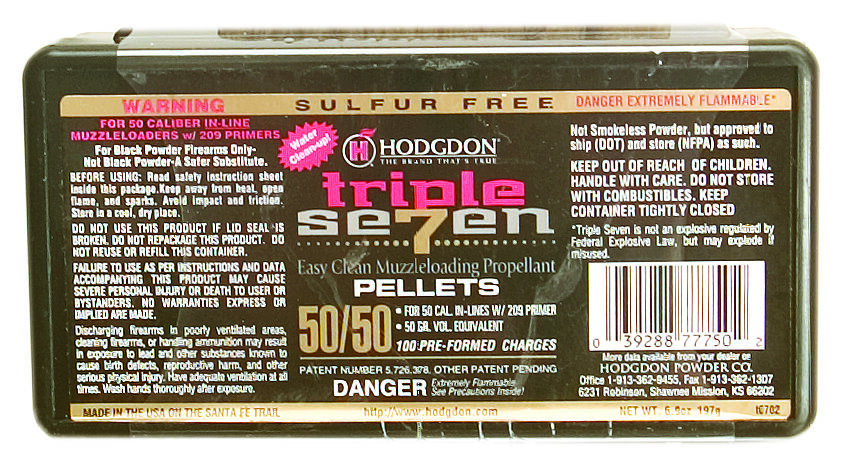 WARNING
FOR 50 CALIBER IN-LINE
MUZZLELOADERS w/ 209 PRIMERS
For Black Powder Firearms Only-
Not Black Powder-A Safer Substitute.
BEFORE USING: Read safety instruction sheet
inside this package. Keep away from heat, open
flame, and sparks. Avoid impact and friction.
Store in a cool, dry place.
DO NOT USE THIS PRODUCT IF LID SEAL IS
BROKEN. DO NOT REPACKAGE THIS PRODUCT. DO
NOT REUSE OR REFILL THIS CONTAINER.
FAILURE TO USE AS PER INSTRUCTIONS AND DATA
ACCOMPANYING THIS PRODUCT MAY CAUSE
SEVERE PERSONAL INJURY OR DEATH TO USER OR
BYSTANDERS. NO WARRANTIES EXPRESS OR
IMPLIED ARE MADE.
Discharging firearms in poorly ventilated areas,
cleaning firearms, or handling ammunition may result
in exposure to lead and other substances known to
cause birth defects, reproductive harm, and other
serious physical injury. Have adequate ventilation at all
times. Wash hands thoroughly after exposure.
MADE IN THE USA ON THE SANTA FE TRAIL
SULFUR FREE
Water
Clean-up!
H HODGDON
THE BRAND THAT'S TRUE
triple
se7en
Easy Clean Muzzleloading Propellant
PELLETS
50/50
• FOR 50 CAL. IN-LINES W/ 209 PRIMER
• 50 GR. VOL. EQUIVALENT
100 PRE-FORMED CHARGES
PATENT NUMBER 5,726,378. OTHER PATENT PENDING
DANGER Extremely Flammable
See Precautions Inside!
http://www.hodgdon.com
DANGER EXTREMELY FLAMMABLE*
Not Smokeless Powder, but approved to
ship (DOT) and store (NFPA) as such.
KEEP OUT OF REACH OF CHILDREN.
HANDLE WITH CARE. DO NOT STORE
WITH COMBUSTIBLES. KEEP
CONTAINER TIGHTLY CLOSED
*Triple Seven is not an explosive regulated by
Federal Explosive Law, but may explode if
misused.
0 39288 77750 2
More data available from your dealer or
HODGDON POWDER CO.
Office 1-913-362-9455, Fax 1-913-362-1307
6231 Robinson, Shawnee Mission, KS 66202
NET WT. 6.9oz 197g
10702